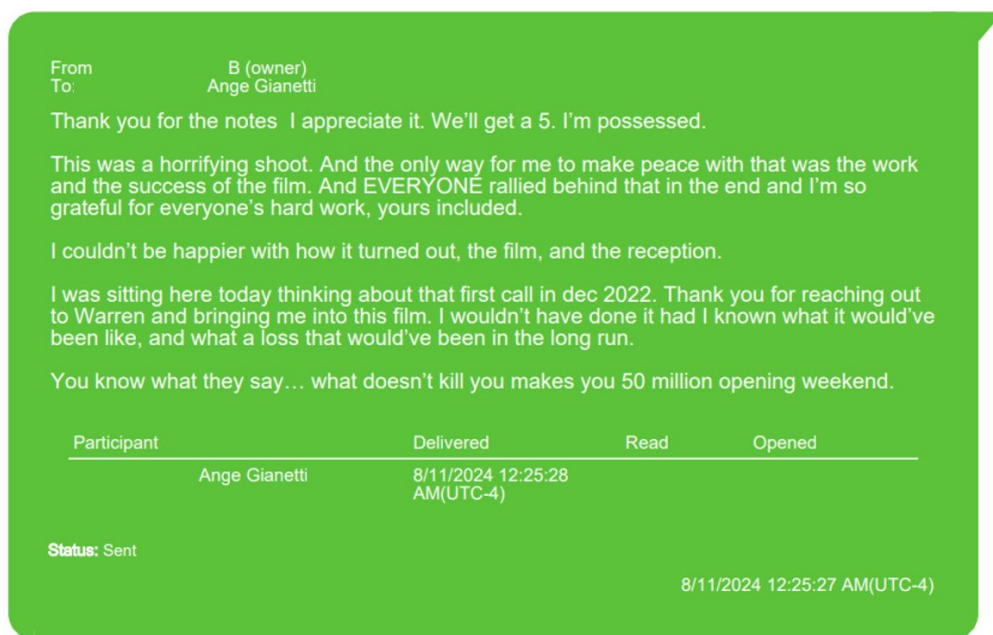 From B (owner)
To: Ange Gianetti
Thank you for the notes I appreciate it. We'll get a 5. I'm possessed.
This was a horrifying shoot. And the only way for me to make peace with that was the work
and the success of the film. And EVERYONE rallied behind that in the end and I'm so
grateful for everyone's hard work, yours included.
I couldn't be happier with how it turned out, the film, and the reception.
I was sitting here today thinking about that first call in dec 2022. Thank you for reaching out
to Warren and bringing me into this film. I wouldn't have done it had I known what it would've
been like, and what a loss that would've been in the long run.
You know what they say… what doesn't kill you makes you 50 million opening weekend.
Participant Delivered Read Opened
Ange Gianetti 8/11/2024 12:25:28
AM(UTC-4)
Status: Sent
8/11/2024 12:25:27 AM(UTC-4)